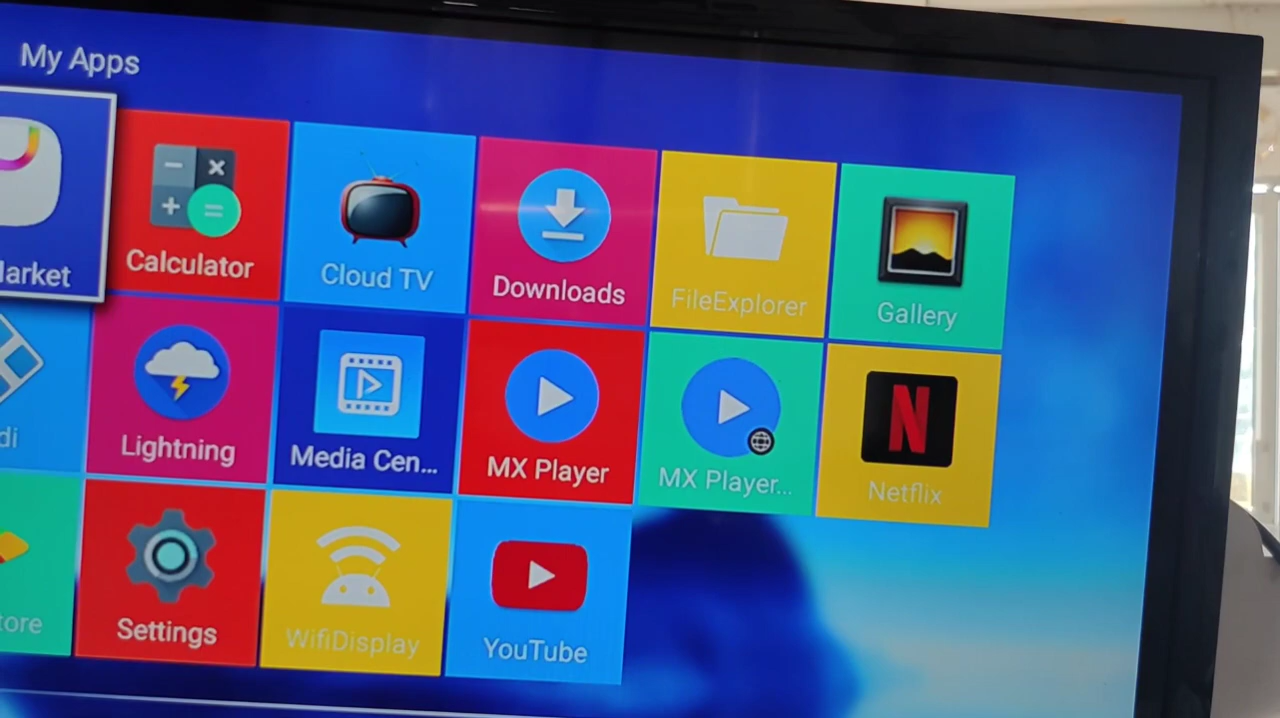 My Apps
Calculator
Cloud TV
Downloads
FileExplorer
Gallery
Lightning
Media Cen...
MX Player
MX Player...
Netflix
Settings
WifiDisplay
YouTube